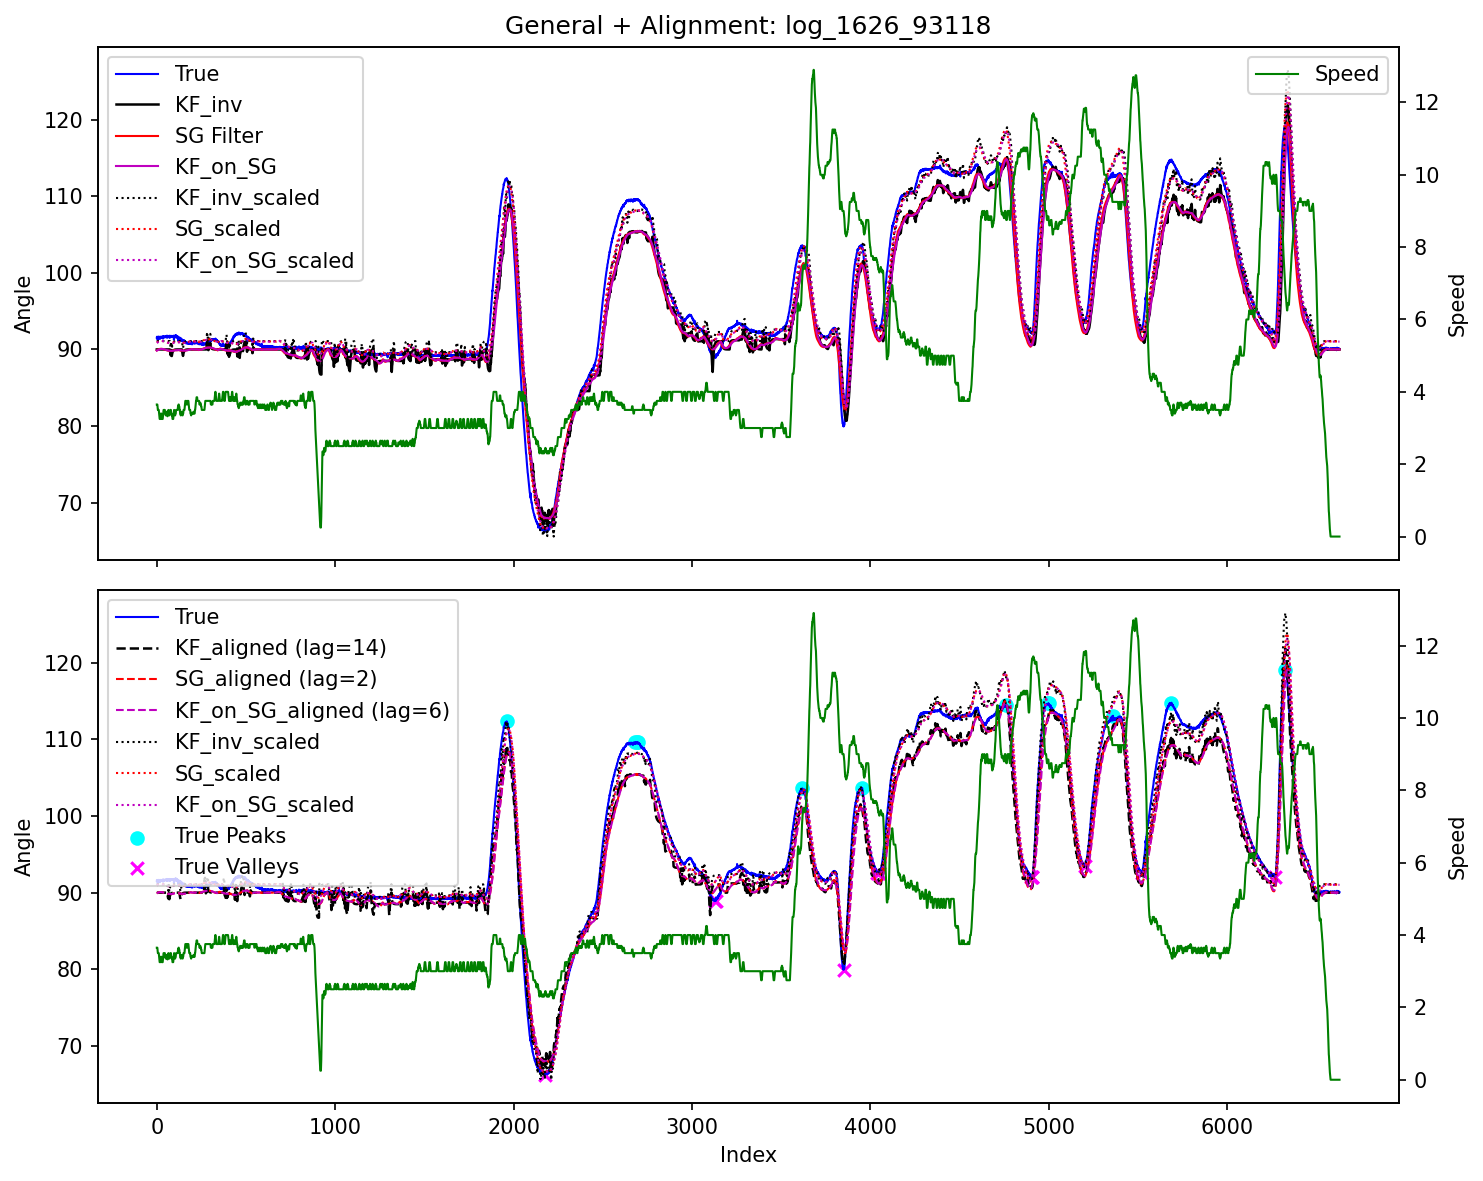 General + Alignment: log_1626_93118
True
KF_inv
SG Filter
KF_on_SG
KF_inv_scaled
SG_scaled
KF_on_SG_scaled
Speed
120
110
100
90
80
70
Angle
12
10
8
6
4
2
0
Speed
True
KF_aligned (lag=14)
SG_aligned (lag=2)
KF_on_SG_aligned (lag=6)
KF_inv_scaled
SG_scaled
KF_on_SG_scaled
True Peaks
True Valleys
120
110
100
90
80
70
Angle
12
10
8
6
4
2
0
Speed
0 1000 2000 3000 4000 5000 6000
Index